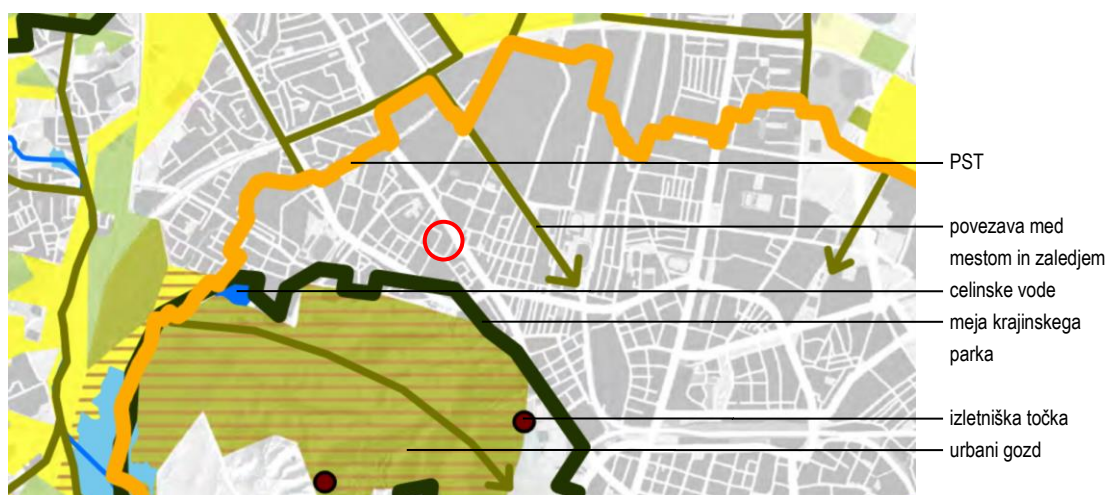 PST
povezava med
mestom in zaledjem
celinske vode
meja krajinskega
parka
izletniška točka
urbani gozd